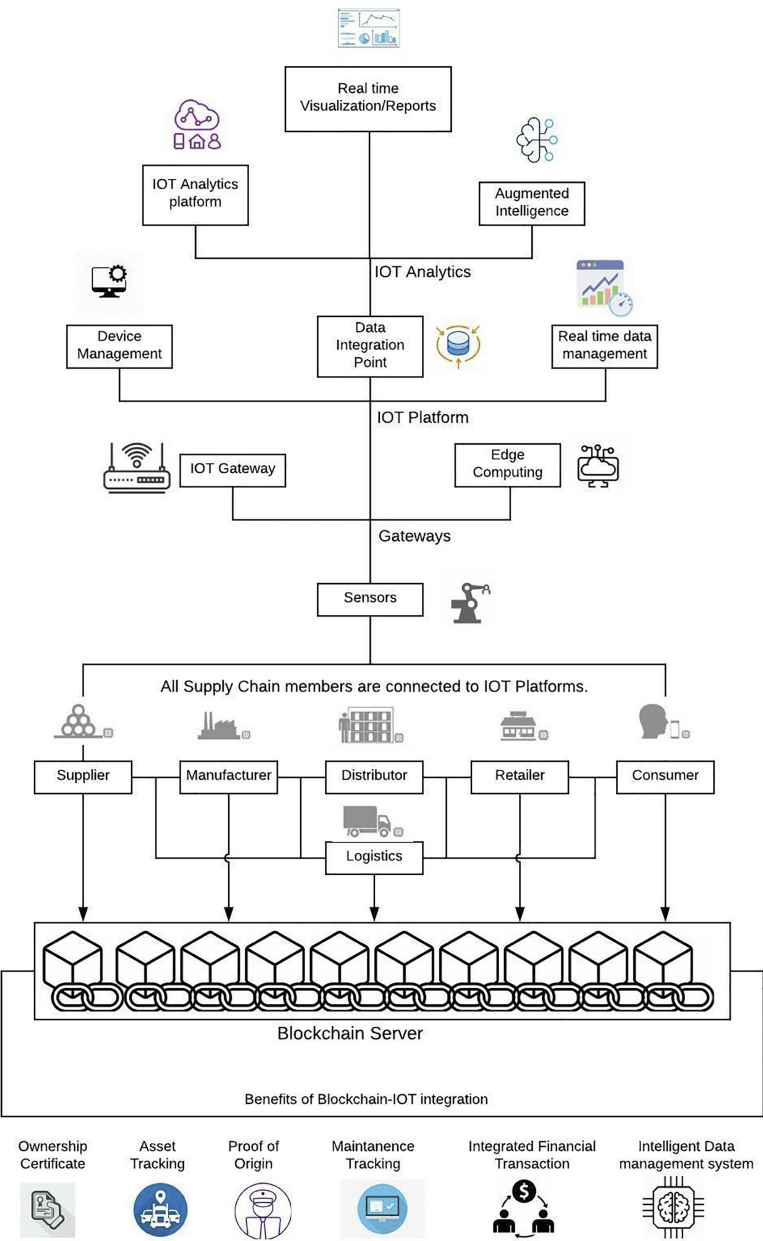 Real time
Visualization/Reports
IOT Analytics
platform
Augmented
Intelligence
IOT Analytics
Device
Management
Data
Integration
Point
Real time data
management
IOT Platform
IOT Gateway
Edge
Computing
Gateways
Sensors
All Supply Chain members are connected to IOT Platforms.
Supplier
Manufacturer
Distributor
Retailer
Consumer
Logistics
Blockchain Server
Benefits of Blockchain-IOT integration
Ownership
Certificate
Asset
Tracking
Proof of
Origin
Maintanence
Tracking
Integrated Financial
Transaction
Intelligent Data
management system
$